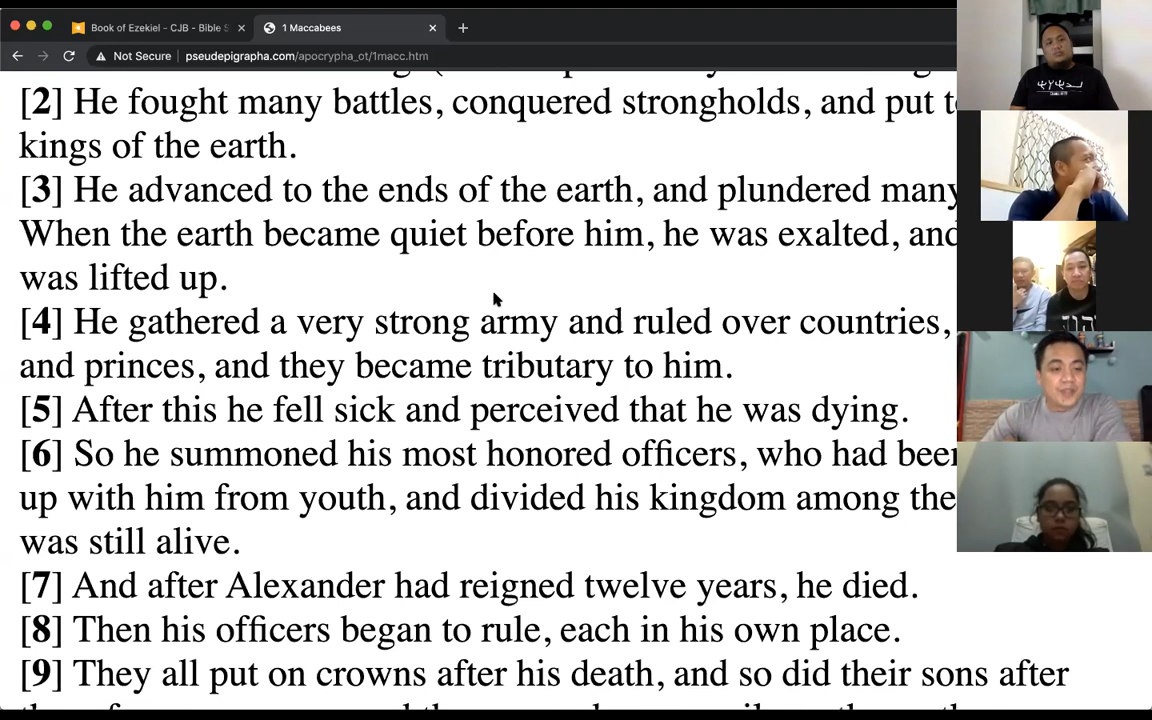 Book of Ezekiel - CJB - Bible
1 Maccabees
Not Secure
pseudepigrapha.com/apocrypha_ot/1macc.htm
[2] He fought many battles, conquered strongholds, and put
kings of the earth.
[3] He advanced to the ends of the earth, and plundered many
When the earth became quiet before him, he was exalted, and
was lifted up.
[4] He gathered a very strong army and ruled over countries,
and princes, and they became tributary to him.
[5] After this he fell sick and perceived that he was dying.
[6] So he summoned his most honored officers, who had been
up with him from youth, and divided his kingdom among the
was still alive.
[7] And after Alexander had reigned twelve years, he died.
[8] Then his officers began to rule, each in his own place.
[9] They all put on crowns after his death, and so did their sons after